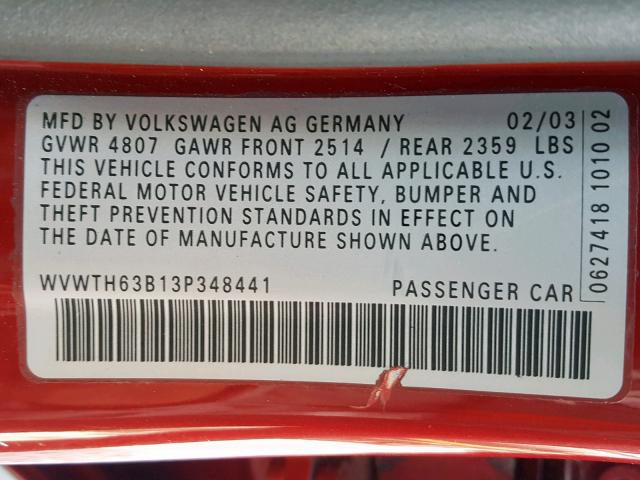 MFD BY VOLKSWAGEN AG GERMANY 02/03
GVWR 4807 GAWR FRONT 2514 / REAR 2359 LBS
THIS VEHICLE CONFORMS TO ALL APPLICABLE U.S.
FEDERAL MOTOR VEHICLE SAFETY, BUMPER AND
THEFT PREVENTION STANDARDS IN EFFECT ON
THE DATE OF MANUFACTURE SHOWN ABOVE.
WVWTH63B13P348441 PASSENGER CAR
0627418 1010 02